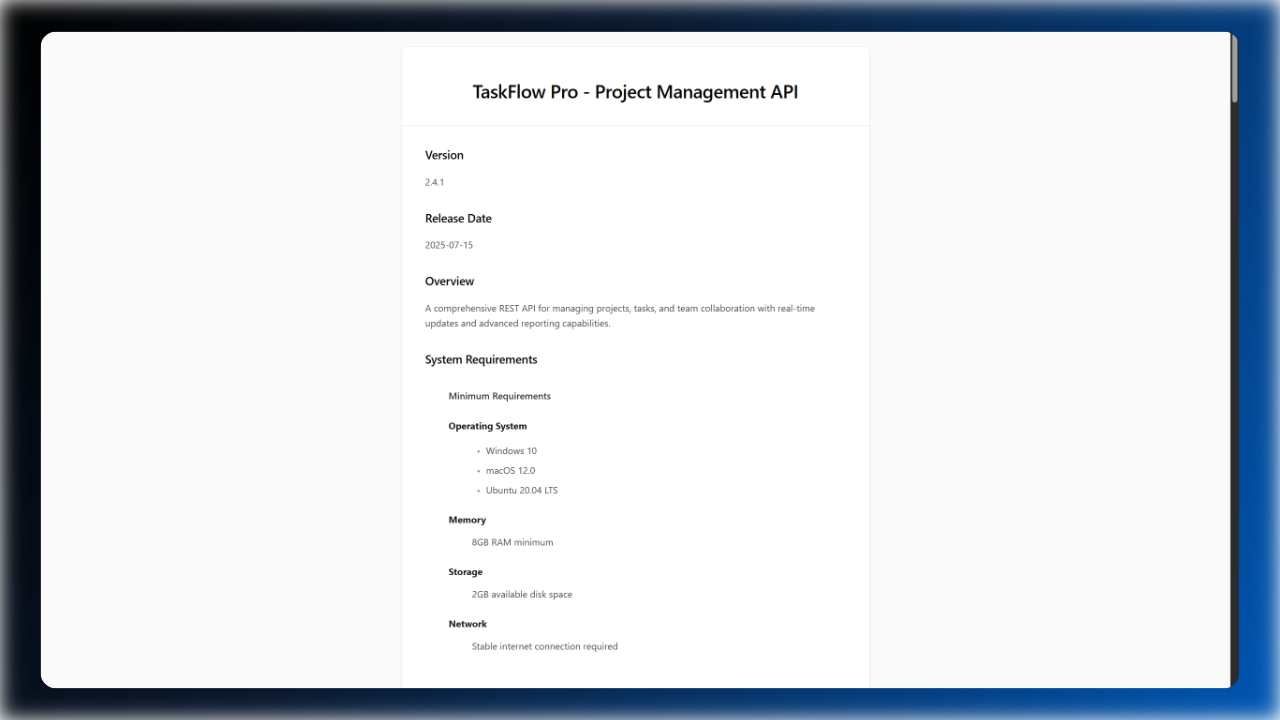 TaskFlow Pro - Project Management API
Version
2.4.1
Release Date
2025-07-15
Overview
A comprehensive REST API for managing projects, tasks, and team collaboration with real-time
updates and advanced reporting capabilities.
System Requirements
Minimum Requirements
Operating System
• Windows 10
• macOS 12.0
• Ubuntu 20.04 LTS
Memory
8GB RAM minimum
Storage
2GB available disk space
Network
Stable internet connection required